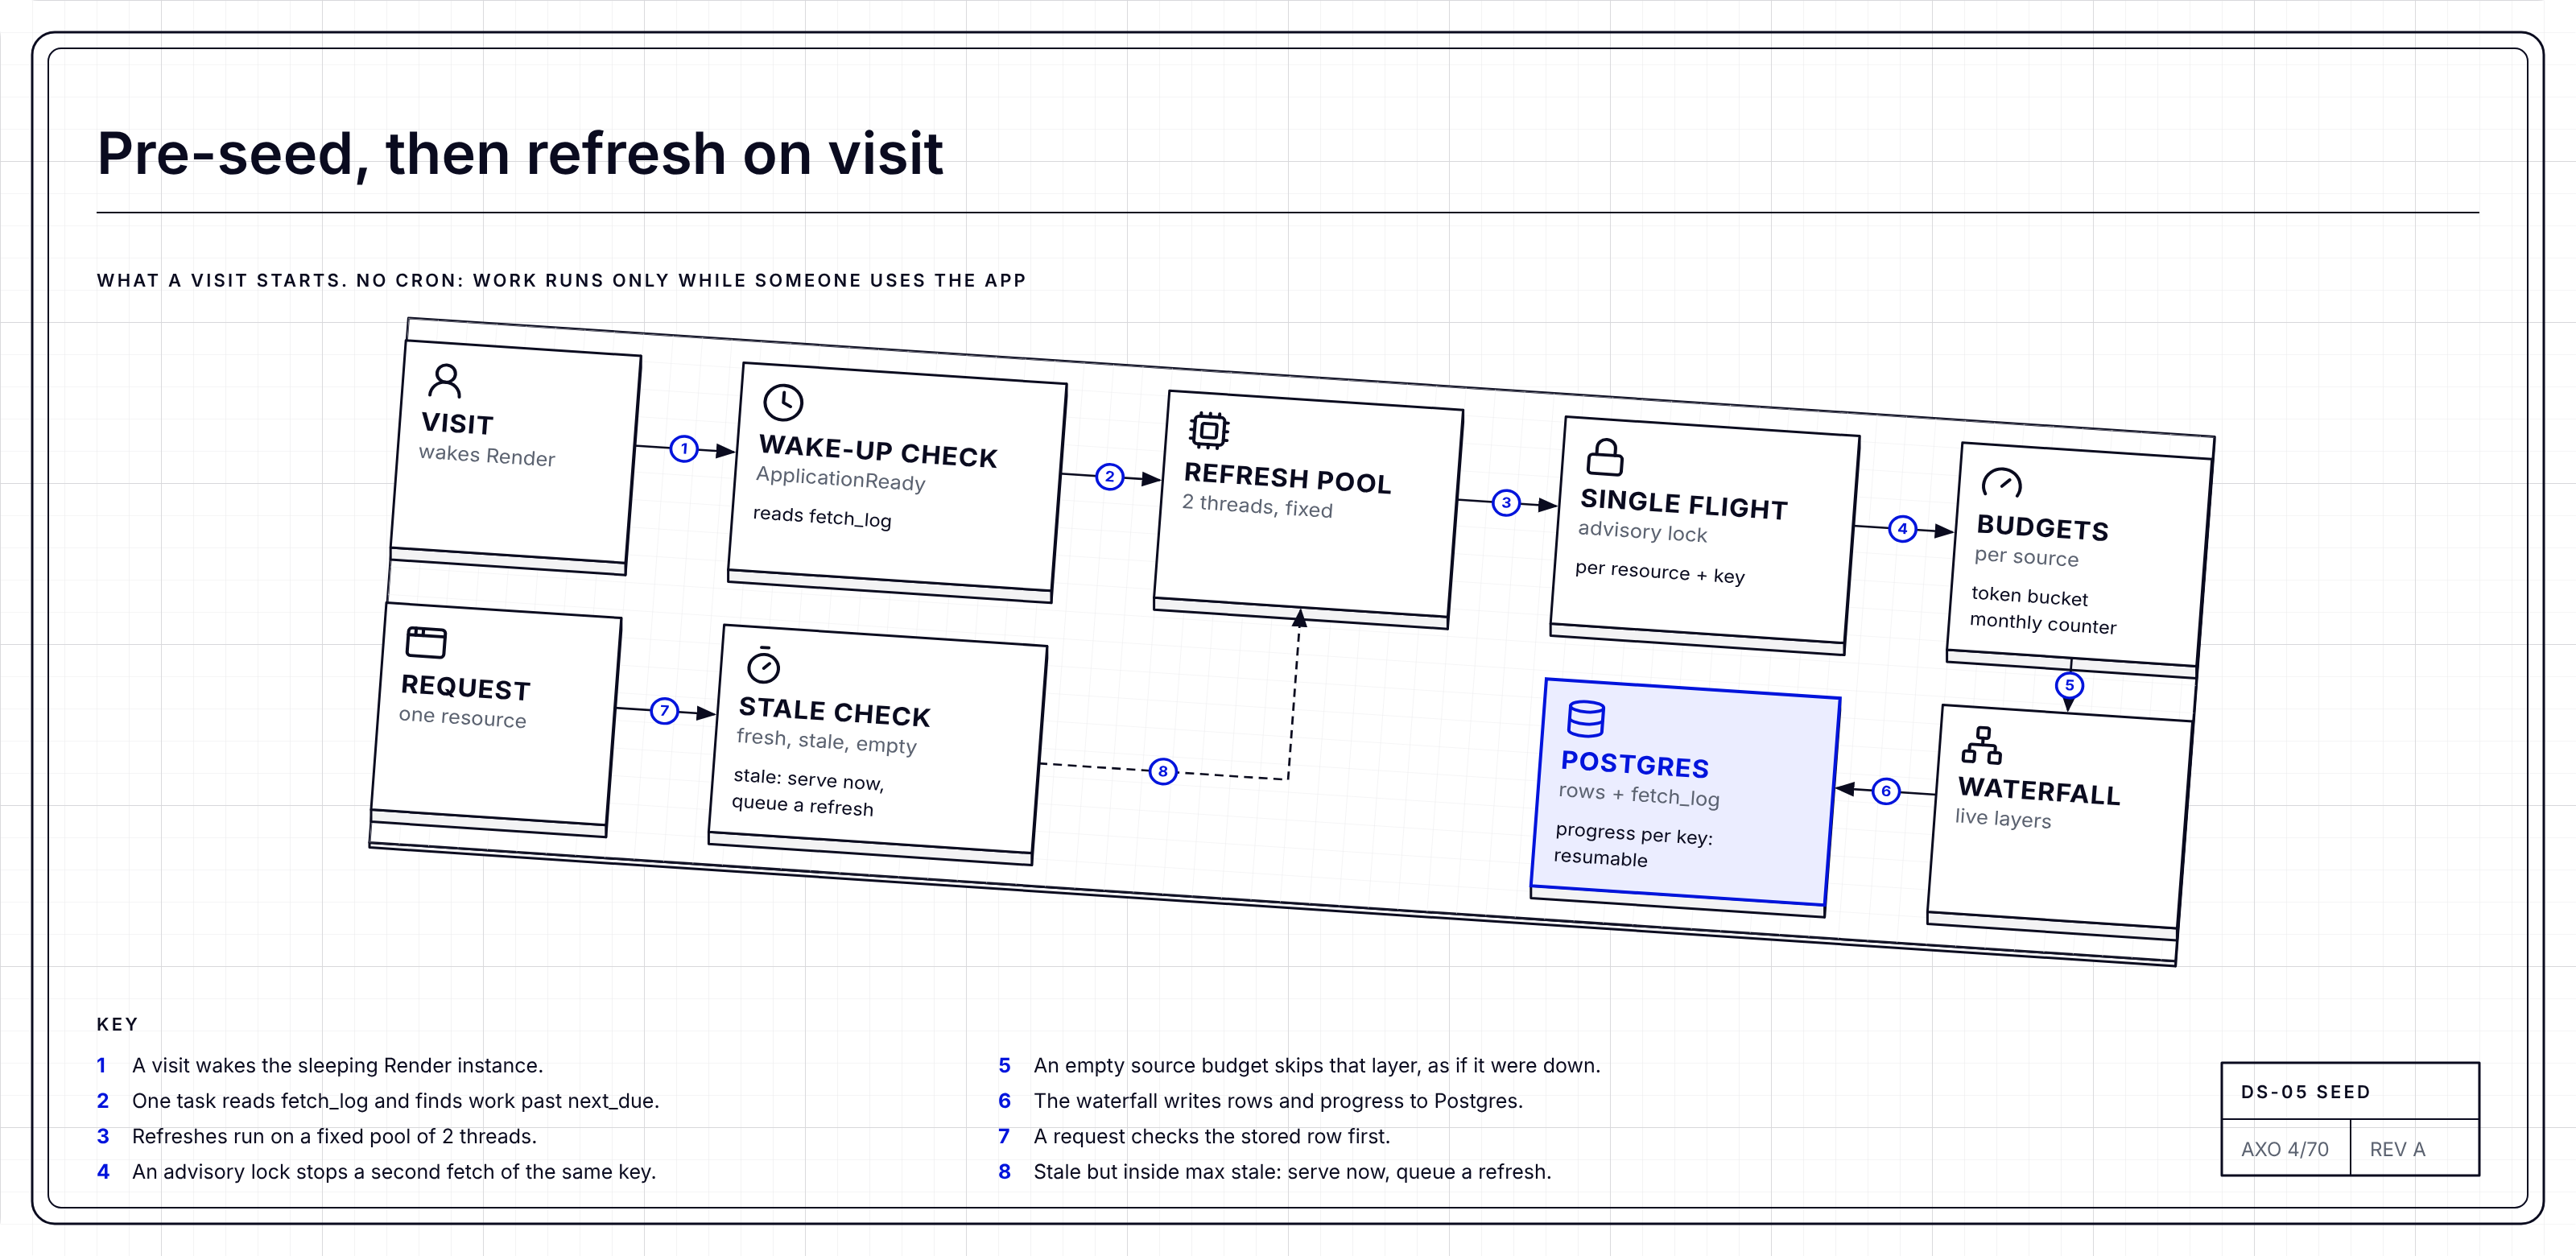 Pre-seed, then refresh on visit
WHAT A VISIT STARTS. NO CRON: WORK RUNS ONLY WHILE SOMEONE USES THE APP
VISIT
wakes Render
1
WAKE-UP CHECK
ApplicationReady
reads fetch_log
2
REFRESH POOL
2 threads, fixed
3
SINGLE FLIGHT
advisory lock
per resource + key
4
BUDGETS
per source
token bucket
monthly counter
5
REQUEST
one resource
7
STALE CHECK
fresh, stale, empty
stale: serve now,
queue a refresh
8
POSTGRES
rows + fetch_log
progress per key:
resumable
6
WATERFALL
live layers
KEY
1 A visit wakes the sleeping Render instance.
2 One task reads fetch_log and finds work past next_due.
3 Refreshes run on a fixed pool of 2 threads.
4 An advisory lock stops a second fetch of the same key.
5 An empty source budget skips that layer, as if it were down.
6 The waterfall writes rows and progress to Postgres.
7 A request checks the stored row first.
8 Stale but inside max stale: serve now, queue a refresh.
DS-05 SEED
AXO 4/70 REV A